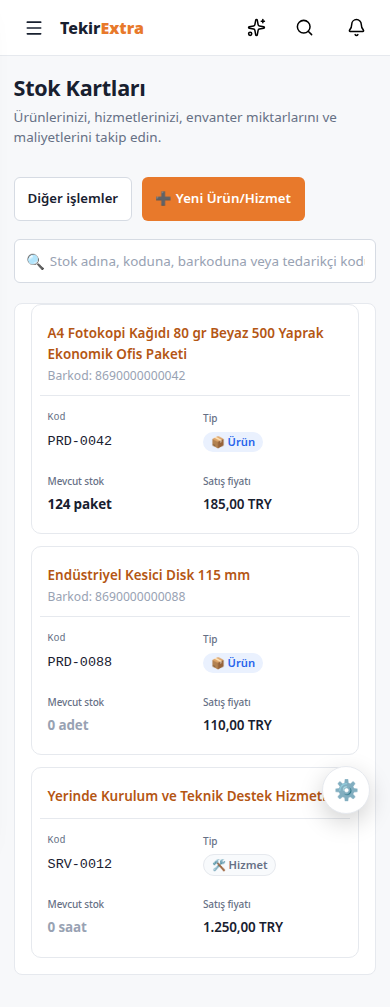 TekirExtra
Stok Kartları
Ürünlerinizi, hizmetlerinizi, envanter miktarlarını ve
maliyetlerini takip edin.
Diğer işlemler
➕ Yeni Ürün/Hizmet
🔍 Stok adına, koduna, barkoduna veya tedarikçi kod
A4 Fotokopi Kağıdı 80 gr Beyaz 500 Yaprak
Ekonomik Ofis Paketi
Barkod: 8690000000042
Kod
Tip
PRD-0042
📦 Ürün
Mevcut stok
Satış fiyatı
124 paket
185,00 TRY
Endüstriyel Kesici Disk 115 mm
Barkod: 8690000000088
Kod
Tip
PRD-0088
📦 Ürün
Mevcut stok
Satış fiyatı
0 adet
110,00 TRY
Yerinde Kurulum ve Teknik Destek
Kod
Tip
SRV-0012
🛠️ Hizmet
Mevcut stok
Satış fiyatı
0 saat
1.250,00 TRY